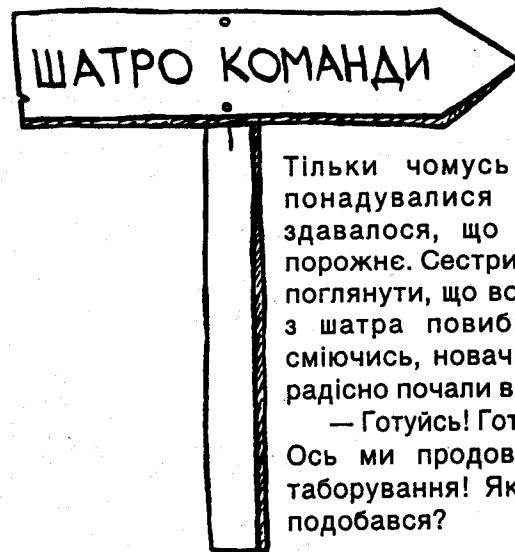 ШАТРО КОМАНДИ
Тільки чомусь
понадувалися
здавалося, що
порожнє. Сестри
поглянути, що во
з шатра повиб
сміючись, новач
радісно почали в
— Готуйсь! Гот
Ось ми продов
таборування! Як
подобався?